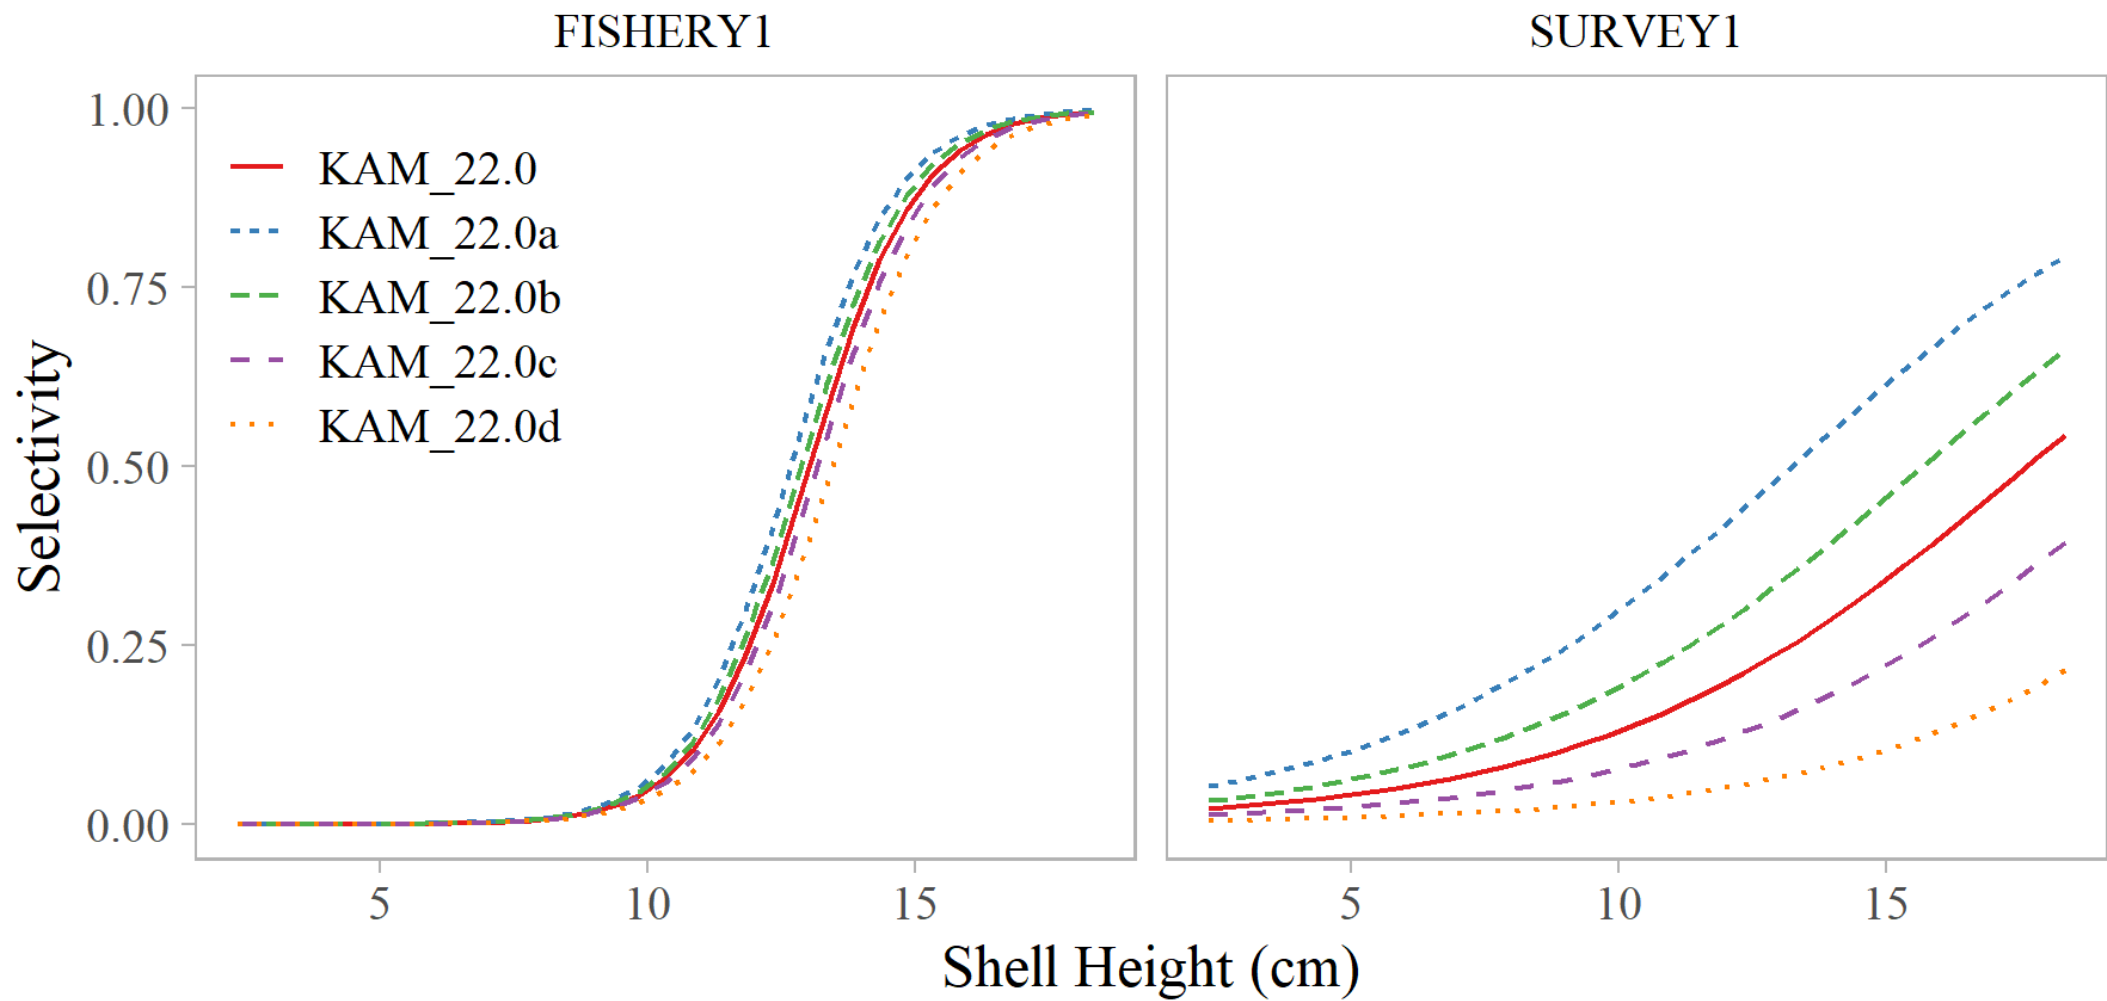 FISHERY1
SURVEY1
1.00
0.75
0.50
0.25
0.00
Selectivity
KAM_22.0
KAM_22.0a
KAM_22.0b
KAM_22.0c
KAM_22.0d
5 10 15
5 10 15
Shell Height (cm)